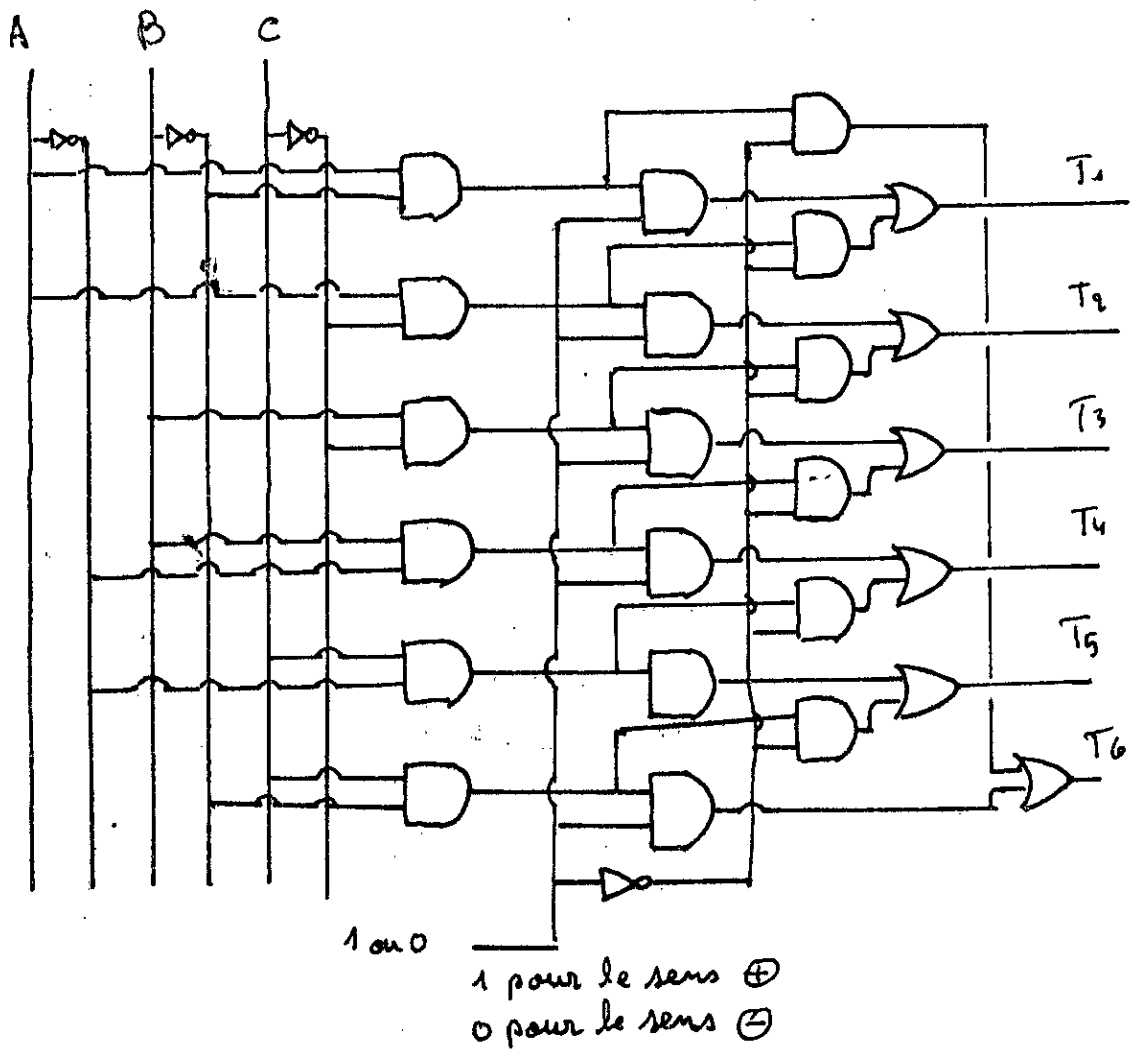 A B C
T1
T2
T3
T4
T5
T6
1 ou 0
1 pour le sens ⊕
0 pour le sens ⊖